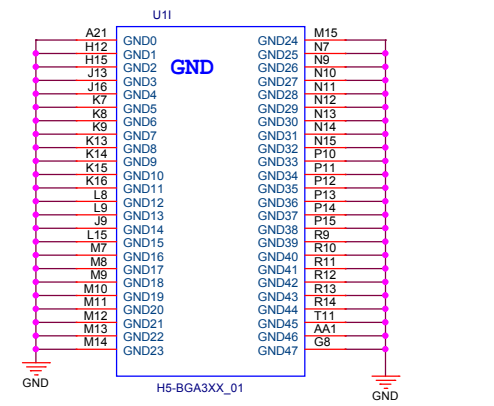 U1I
GND
A21 GND0 GND24 M15
H12 GND1 GND25 N7
H15 GND2 GND26 N9
J13 GND3 GND27 N10
J16 GND4 GND28 N11
K7 GND5 GND29 N12
K8 GND6 GND30 N13
K9 GND7 GND31 N14
K13 GND8 GND32 N15
K14 GND9 GND33 P10
K15 GND10 GND34 P11
K16 GND11 GND35 P12
L8 GND12 GND36 P13
L9 GND13 GND37 P14
J9 GND14 GND38 P15
L15 GND15 GND39 R9
M7 GND16 GND40 R10
M8 GND17 GND41 R11
M9 GND18 GND42 R12
M10 GND19 GND43 R13
M11 GND20 GND44 R14
M12 GND21 GND45 T11
M13 GND22 GND46 AA1
M14 GND23 GND47 G8
GND
H5-BGA3XX_01
GND